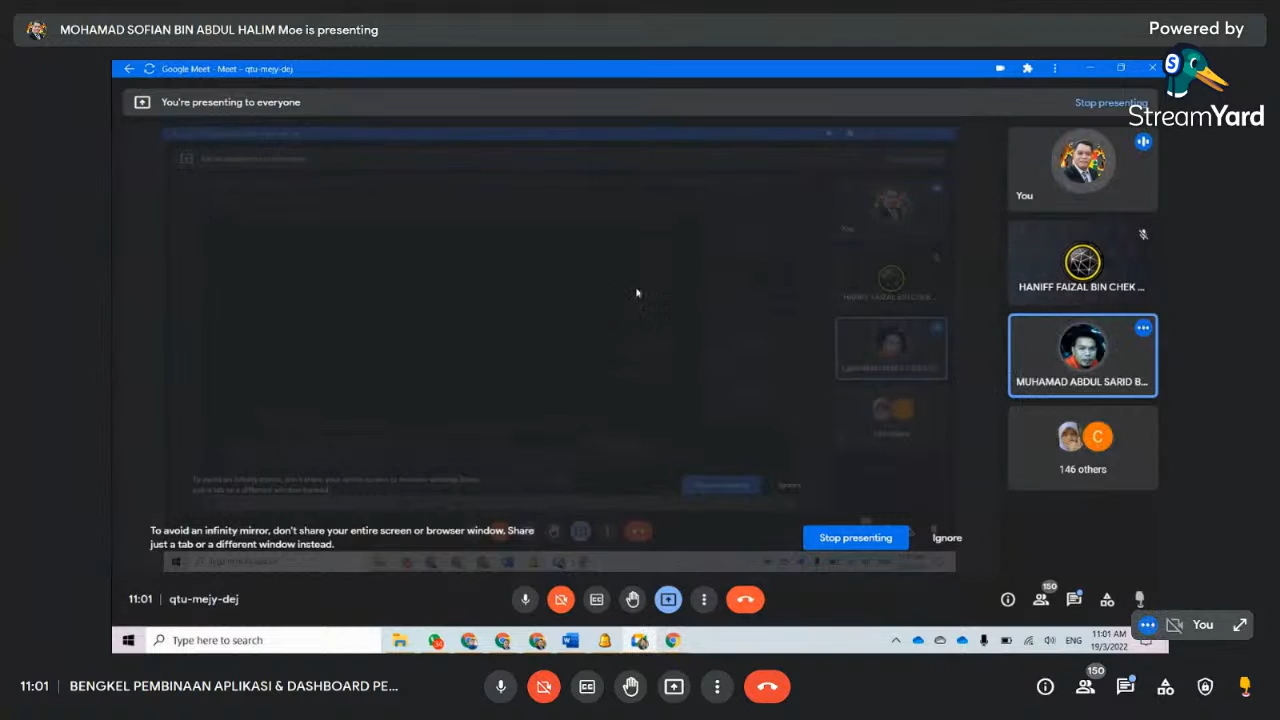 MOHAMAD SOFIAN BIN ABDUL HALIM Moe is presenting
Powered by
StreamYard
Google Meet - Meet – qtu-mejy-dej
You're presenting to everyone
Stop presenting
You
HANIFF FAIZAL BIN CHEK ...
MUHAMAD ABDUL SARID B...
C
146 others
To avoid an infinity mirror, don't share your entire screen or browser window. Share
just a tab or a different window instead.
Stop presenting
Ignore
11:01 | qtu-mejy-dej
150
Type here to search
ENG
11:01 AM
19/3/2022
You
11:01 | BENGKEL PEMBINAAN APLIKASI & DASHBOARD PE...
150